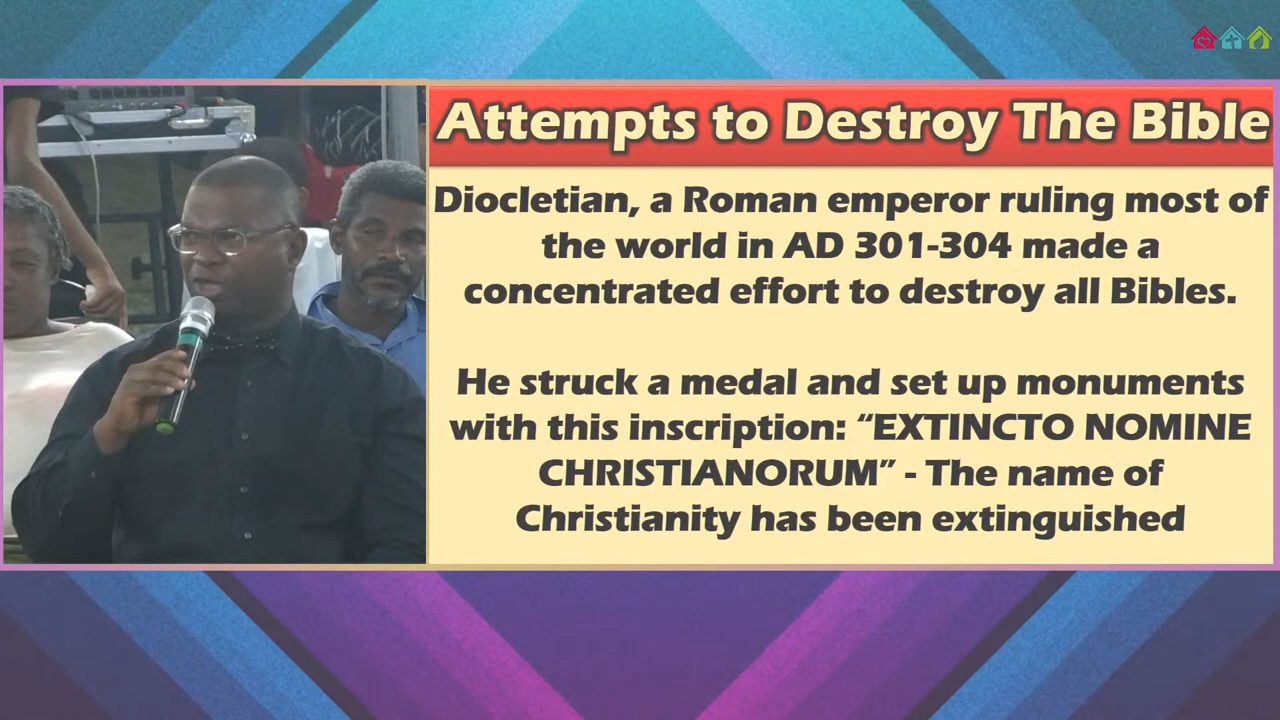 Attempts to Destroy The Bible
Diocletian, a Roman emperor ruling most of
the world in AD 301-304 made a
concentrated effort to destroy all Bibles.
He struck a medal and set up monuments
with this inscription: “EXTINCTO NOMINE
CHRISTIANORUM” - The name of
Christianity has been extinguished